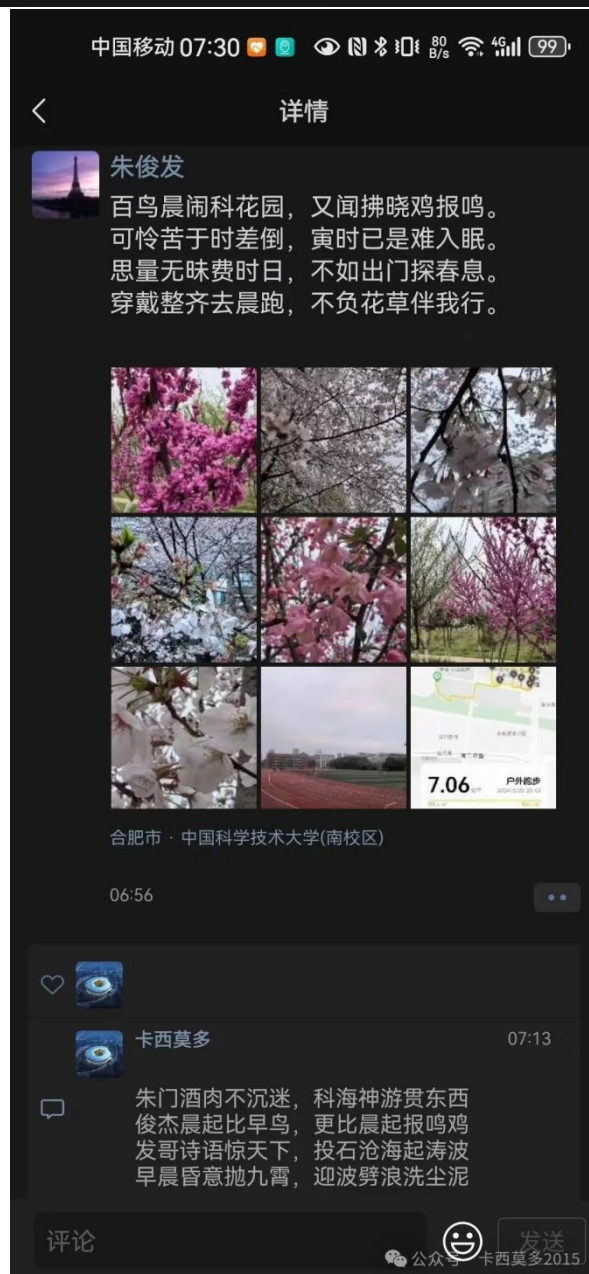 中国移动 07:30 80 B/s 4G 99
详情
朱俊发
百鸟晨闹科花园，又闻拂晓鸡报鸣。
可怜苦于时差倒，寅时已是难入眠。
思量无昧费时日，不如出门探春息。
穿戴整齐去晨跑，不负花草伴我行。
7.06
户外跑步
合肥市 · 中国科学技术大学(南校区)
06:56
卡西莫多 07:13
朱门酒肉不沉迷，科海神游贯东西
俊杰晨起比早鸟，更比晨起报鸣鸡
发哥诗语惊天下，投石沧海起涛波
早晨昏意抛九霄，迎波劈浪洗尘泥
评论
发送
公众号 · 卡西莫多2015